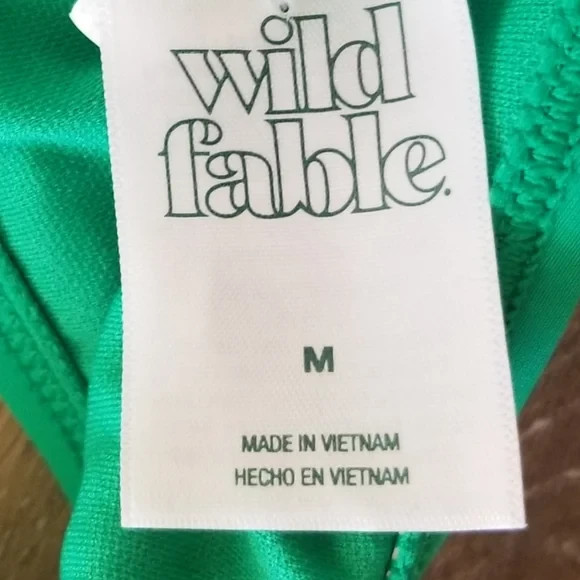 wild
fable.
M
MADE IN VIETNAM
HECHO EN VIETNAM